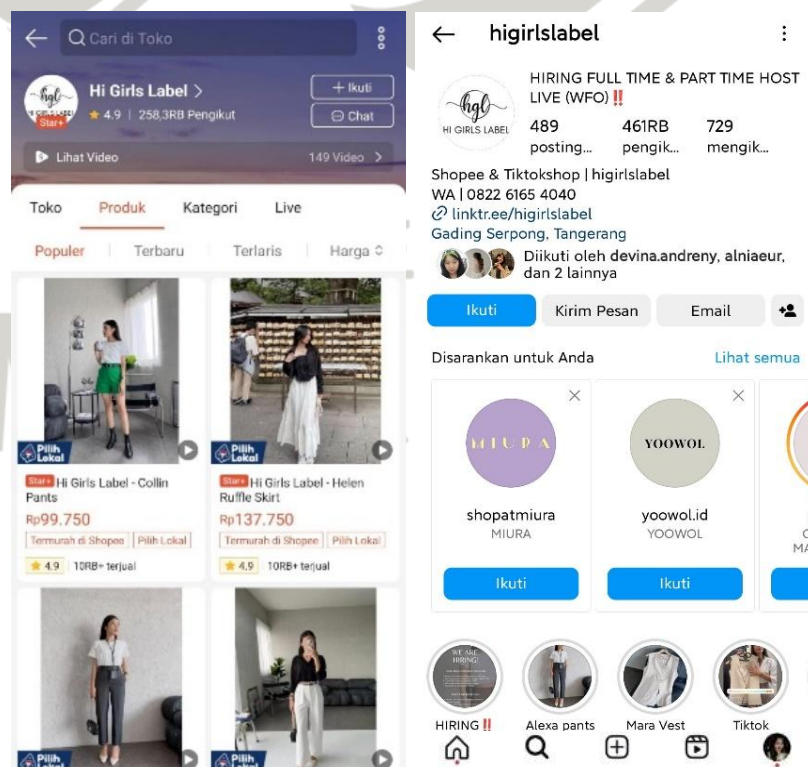 Cari di Toko
hgl
HI GIRLS LABEL
Star+
Hi Girls Label >
4.9 | 258,3RB Pengikut
+ Ikuti
Chat
Lihat Video
149 Video >
Toko
Produk
Kategori
Live
Populer
Terbaru
Terlaris
Harga
Pilih
Lokal
Pilih
Lokal
Star+ Hi Girls Label - Collin
Pants
Rp99.750
Termurah di Shopee
Pilih Lokal
4.9 10RB+ terjual
Star+ Hi Girls Label - Helen
Ruffle Skirt
Rp137.750
Termurah di Shopee
Pilih Lokal
4.9 10RB+ terjual
Pilih
Lokal
Pilih
Lokal
higirlslabel
hgl
HI GIRLS LABEL
HIRING FULL TIME & PART TIME HOST
LIVE (WFO)‼️
489
posting...
461RB
pengik...
729
mengik...
Shopee & Tiktokshop | higirlslabel
WA | 0822 6165 4040
linktr.ee/higirlslabel
Gading Serpong, Tangerang
Diikuti oleh devina.andreny, alniaeur,
dan 2 lainnya
Ikuti
Kirim Pesan
Email
Disarankan untuk Anda
Lihat semua
MIURA
shopatmiura
MIURA
Ikuti
YOOWOL
yoowol.id
YOOWOL
Ikuti
WE ARE
HIRING!
HIRING‼️
Alexa pants
Mara Vest
Tiktok